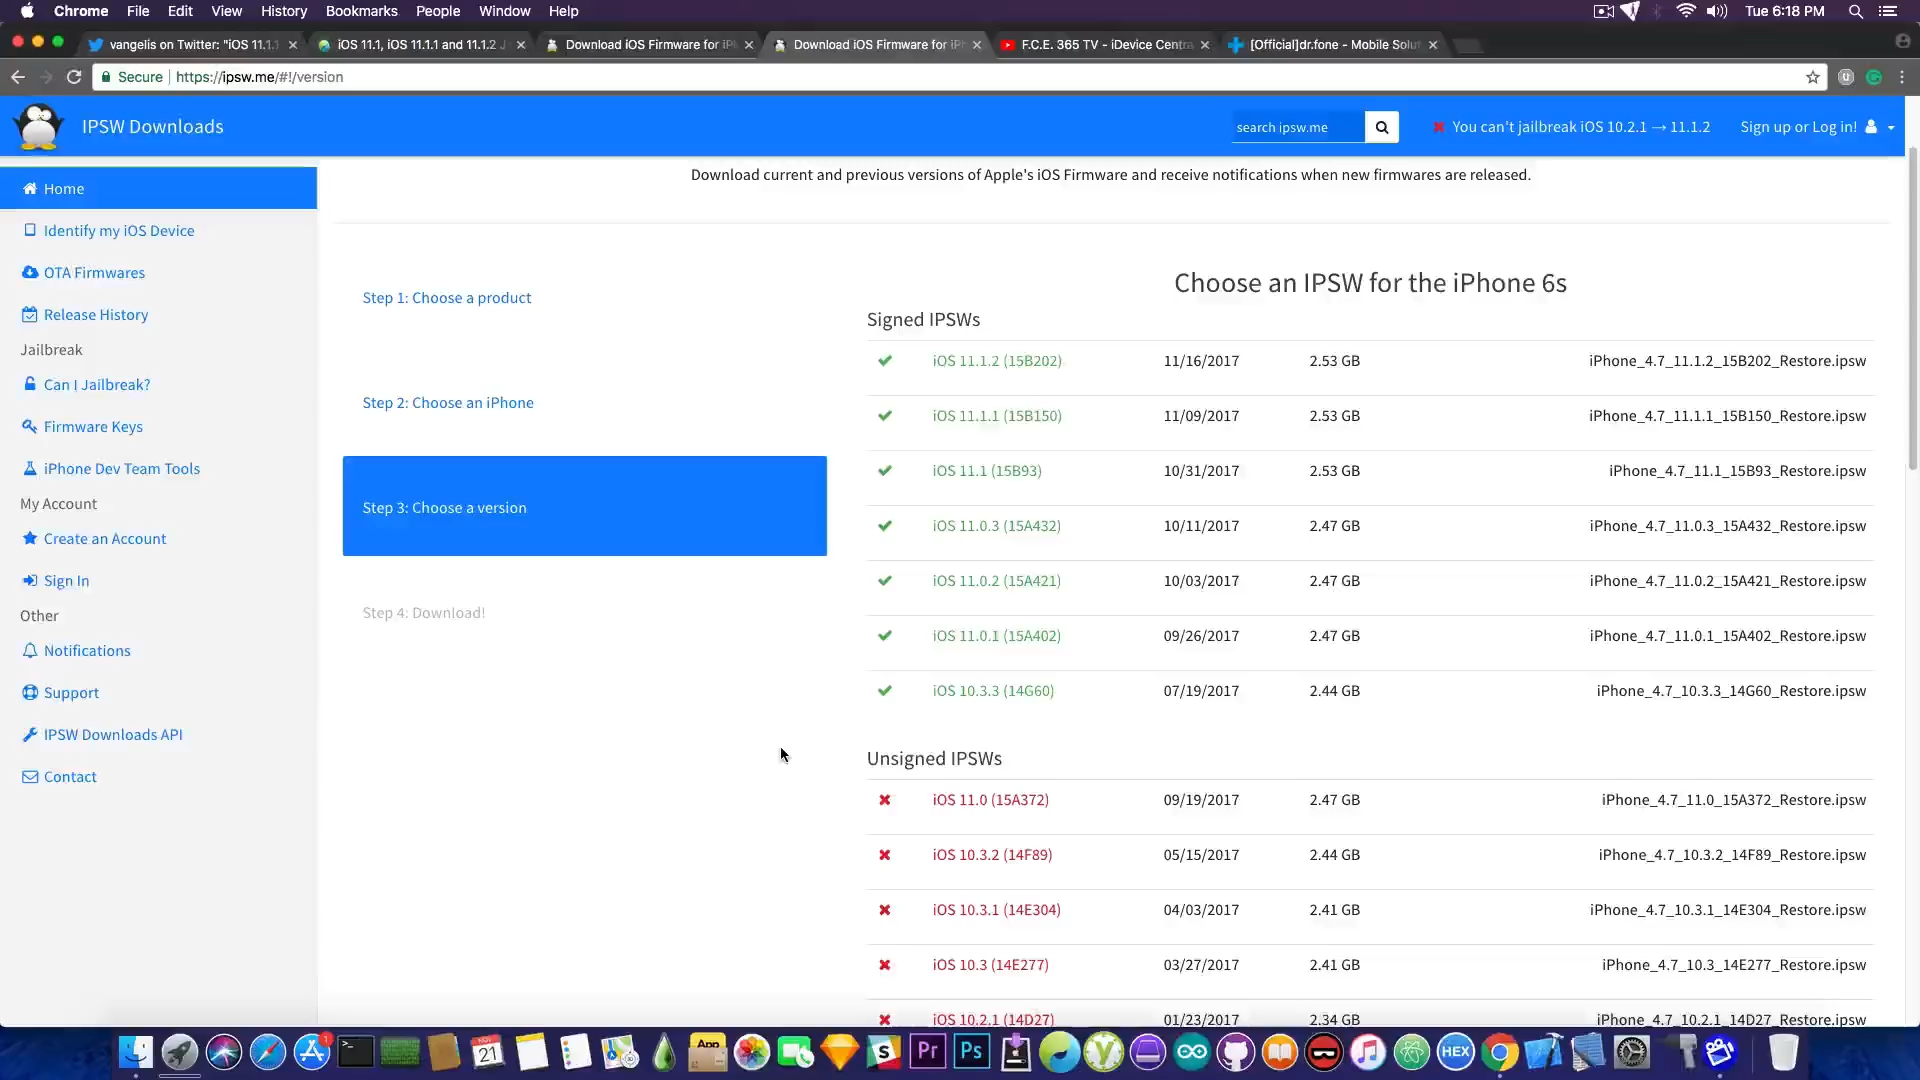 Chrome File Edit View History Bookmarks People Window Help Tue 6:18 PM
vangelis on Twitter: "iOS 11.1.1 iOS 11.1, iOS 11.1.1 and 11.1.2 J Download iOS Firmware for iP Download iOS Firmware for iPh F.C.E. 365 TV - iDevice Centra [Official]dr.fone - Mobile Solut
Secure https://ipsw.me/#!/version
IPSW Downloads search ipsw.me You can't jailbreak iOS 10.2.1 → 11.1.2 Sign up or Log in!
Download current and previous versions of Apple's iOS Firmware and receive notifications when new firmwares are released.
Home
Identify my iOS Device
OTA Firmwares
Release History
Jailbreak
Can I Jailbreak?
Firmware Keys
iPhone Dev Team Tools
My Account
Create an Account
Sign In
Other
Notifications
Support
IPSW Downloads API
Contact
Step 1: Choose a product
Step 2: Choose an iPhone
Step 3: Choose a version
Step 4: Download!
Choose an IPSW for the iPhone 6s
Signed IPSWs
iOS 11.1.2 (15B202) 11/16/2017 2.53 GB iPhone_4.7_11.1.2_15B202_Restore.ipsw
iOS 11.1.1 (15B150) 11/09/2017 2.53 GB iPhone_4.7_11.1.1_15B150_Restore.ipsw
iOS 11.1 (15B93) 10/31/2017 2.53 GB iPhone_4.7_11.1_15B93_Restore.ipsw
iOS 11.0.3 (15A432) 10/11/2017 2.47 GB iPhone_4.7_11.0.3_15A432_Restore.ipsw
iOS 11.0.2 (15A421) 10/03/2017 2.47 GB iPhone_4.7_11.0.2_15A421_Restore.ipsw
iOS 11.0.1 (15A402) 09/26/2017 2.47 GB iPhone_4.7_11.0.1_15A402_Restore.ipsw
iOS 10.3.3 (14G60) 07/19/2017 2.44 GB iPhone_4.7_10.3.3_14G60_Restore.ipsw
Unsigned IPSWs
iOS 11.0 (15A372) 09/19/2017 2.47 GB iPhone_4.7_11.0_15A372_Restore.ipsw
iOS 10.3.2 (14F89) 05/15/2017 2.44 GB iPhone_4.7_10.3.2_14F89_Restore.ipsw
iOS 10.3.1 (14E304) 04/03/2017 2.41 GB iPhone_4.7_10.3.1_14E304_Restore.ipsw
iOS 10.3 (14E277) 03/27/2017 2.41 GB iPhone_4.7_10.3_14E277_Restore.ipsw
iOS 10.2.1 (14D27) 01/23/2017 2.34 GB iPhone_4.7_10.2.1_14D27_Restore.ipsw
1 NOV 21 App S Pr Ps HEX